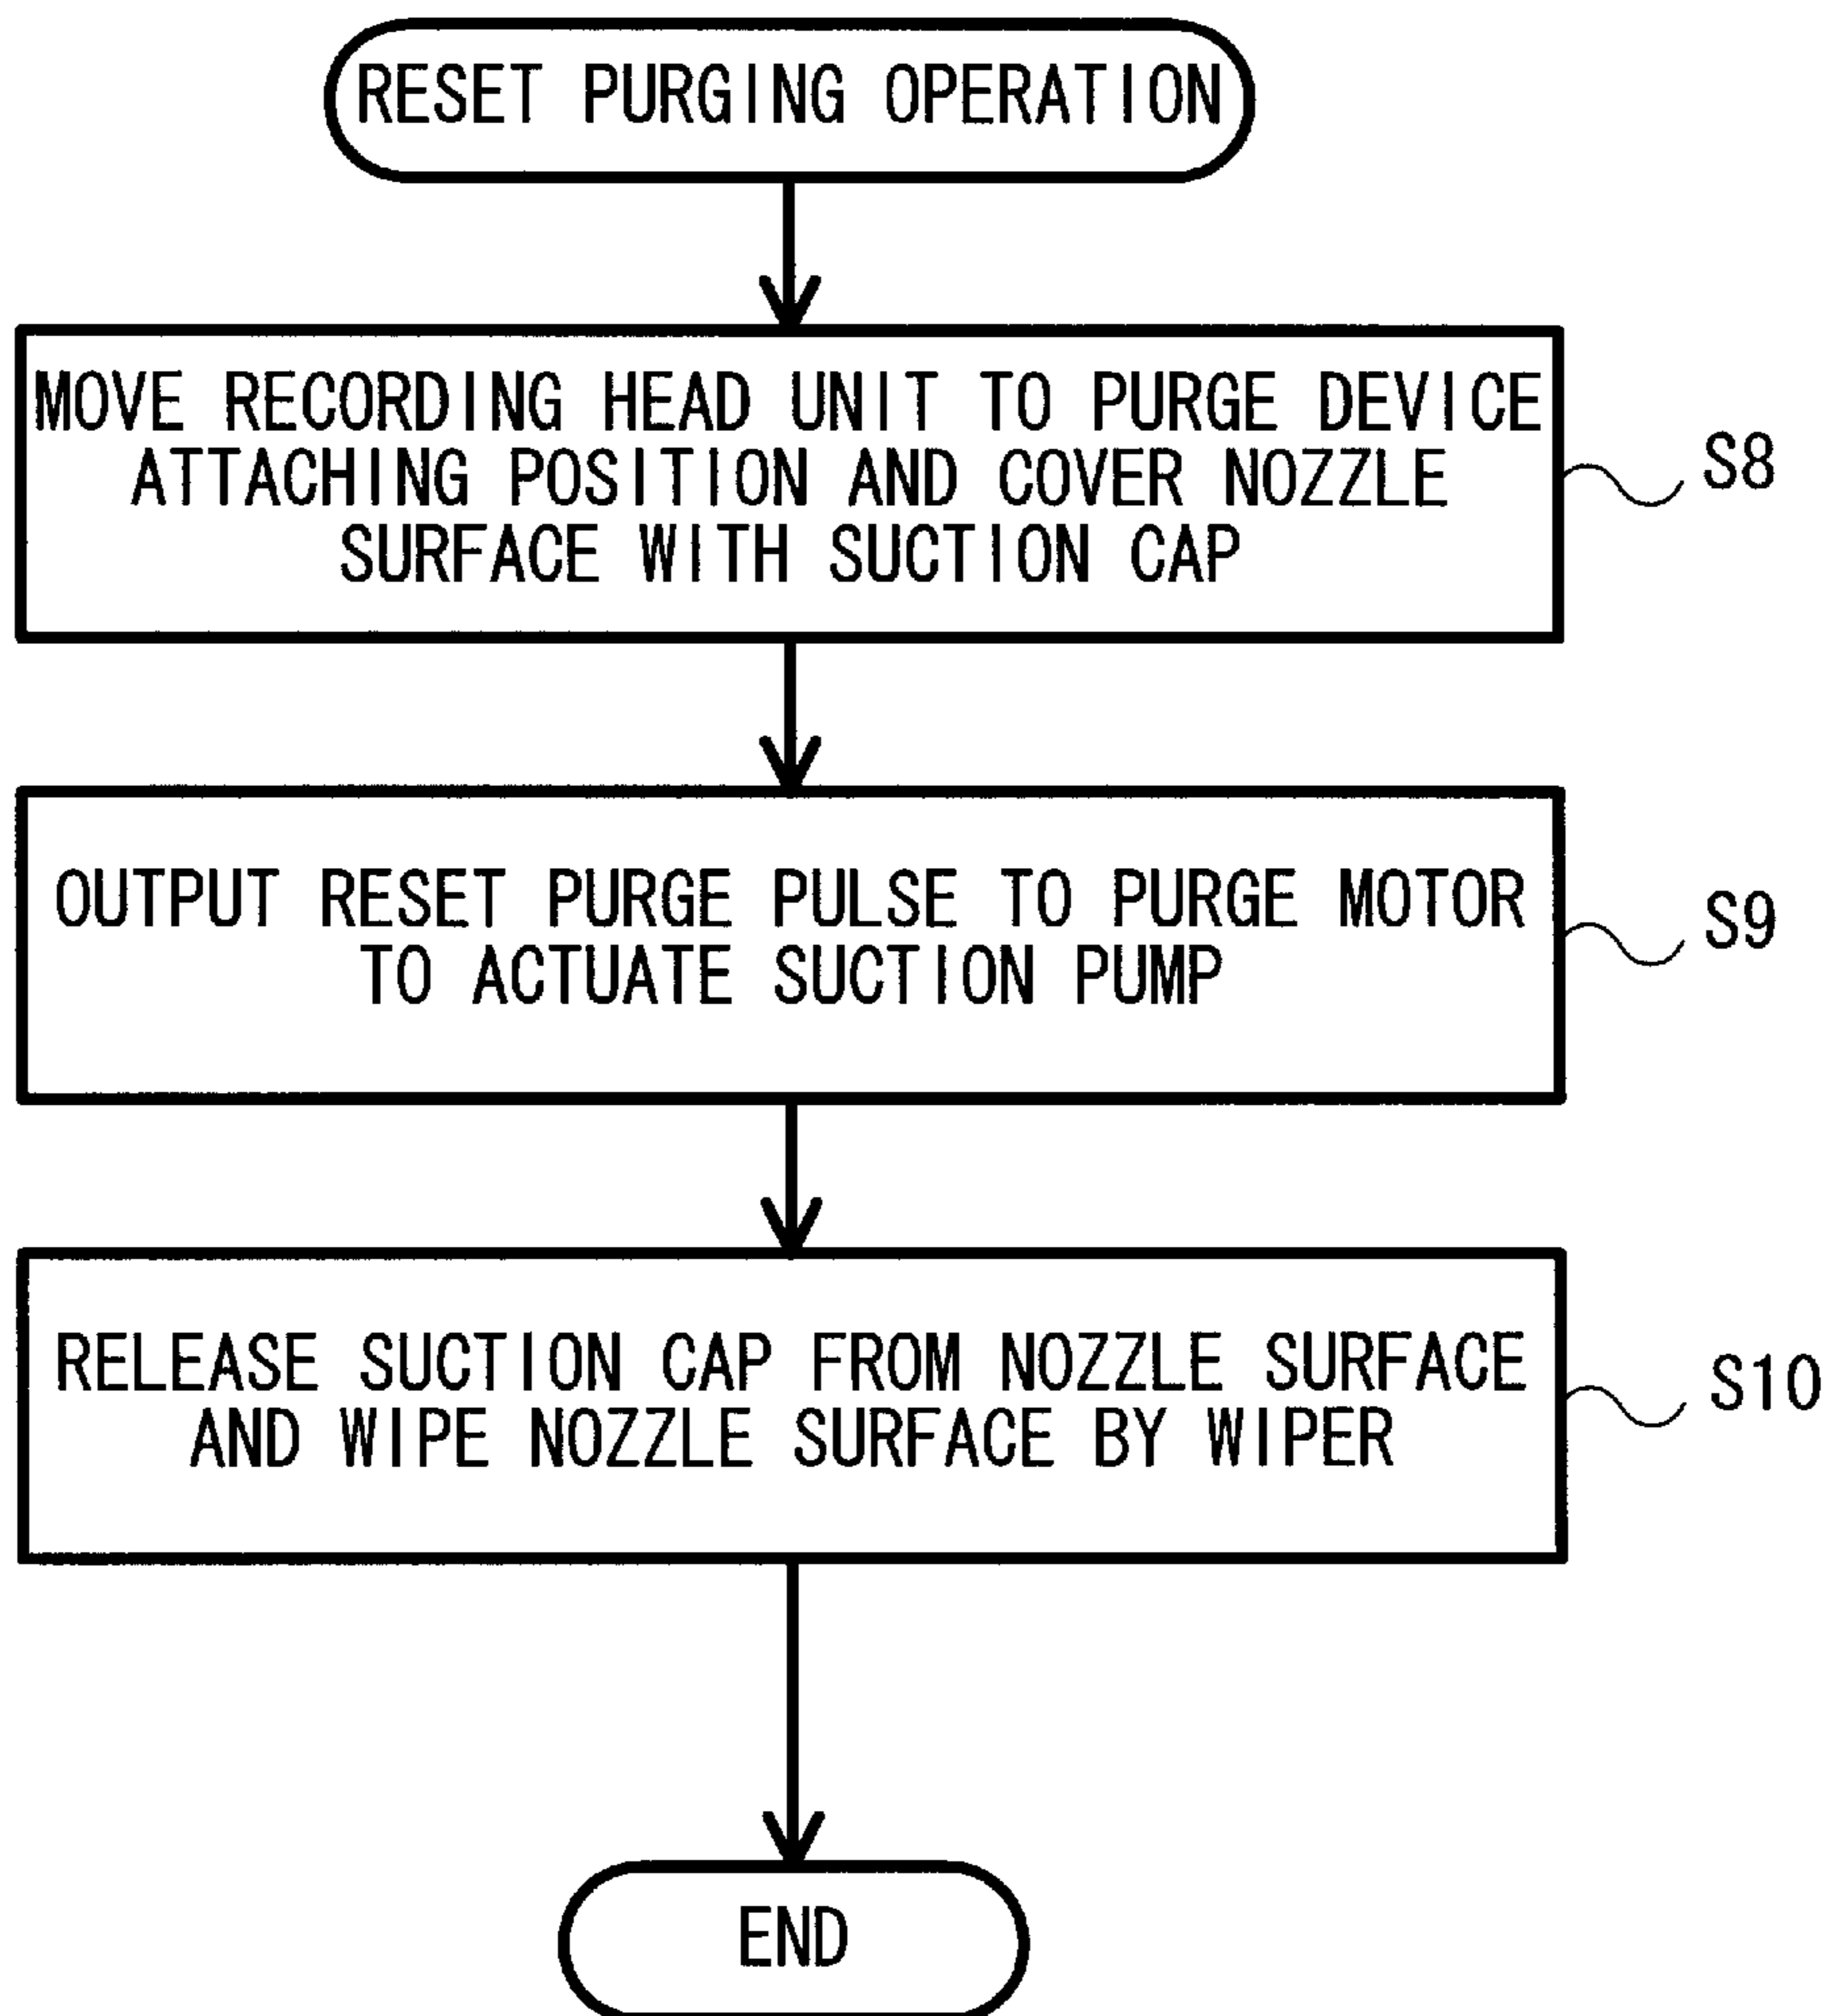 RESET PURGING OPERATION
MOVE RECORDING HEAD UNIT TO PURGE DEVICE
ATTACHING POSITION AND COVER NOZZLE
SURFACE WITH SUCTION CAP
S8
OUTPUT RESET PURGE PULSE TO PURGE MOTOR
TO ACTUATE SUCTION PUMP
S9
RELEASE SUCTION CAP FROM NOZZLE SURFACE
AND WIPE NOZZLE SURFACE BY WIPER
S10
END